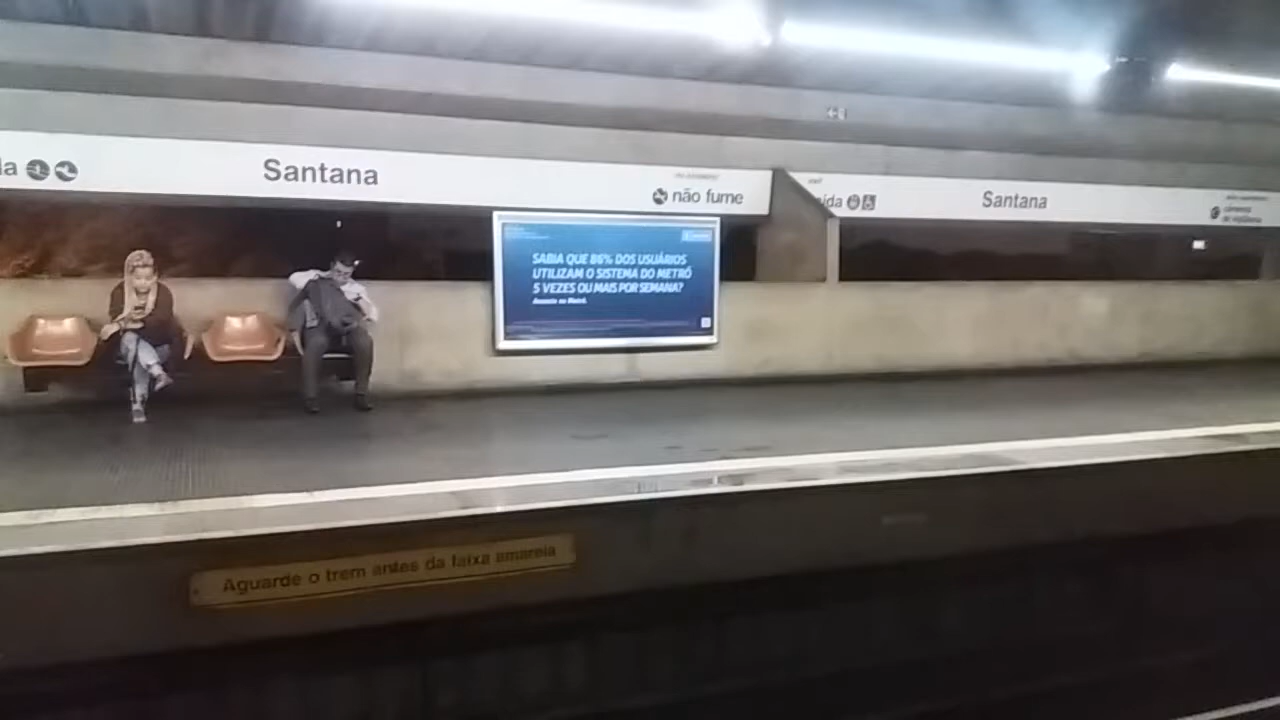 Santana
não fume
Santana
SABIA QUE 86% DOS USUÁRIOS
UTILIZAM O SISTEMA DO METRÔ
5 VEZES OU MAIS POR SEMANA?
Aguarde o trem antes da faixa amarela